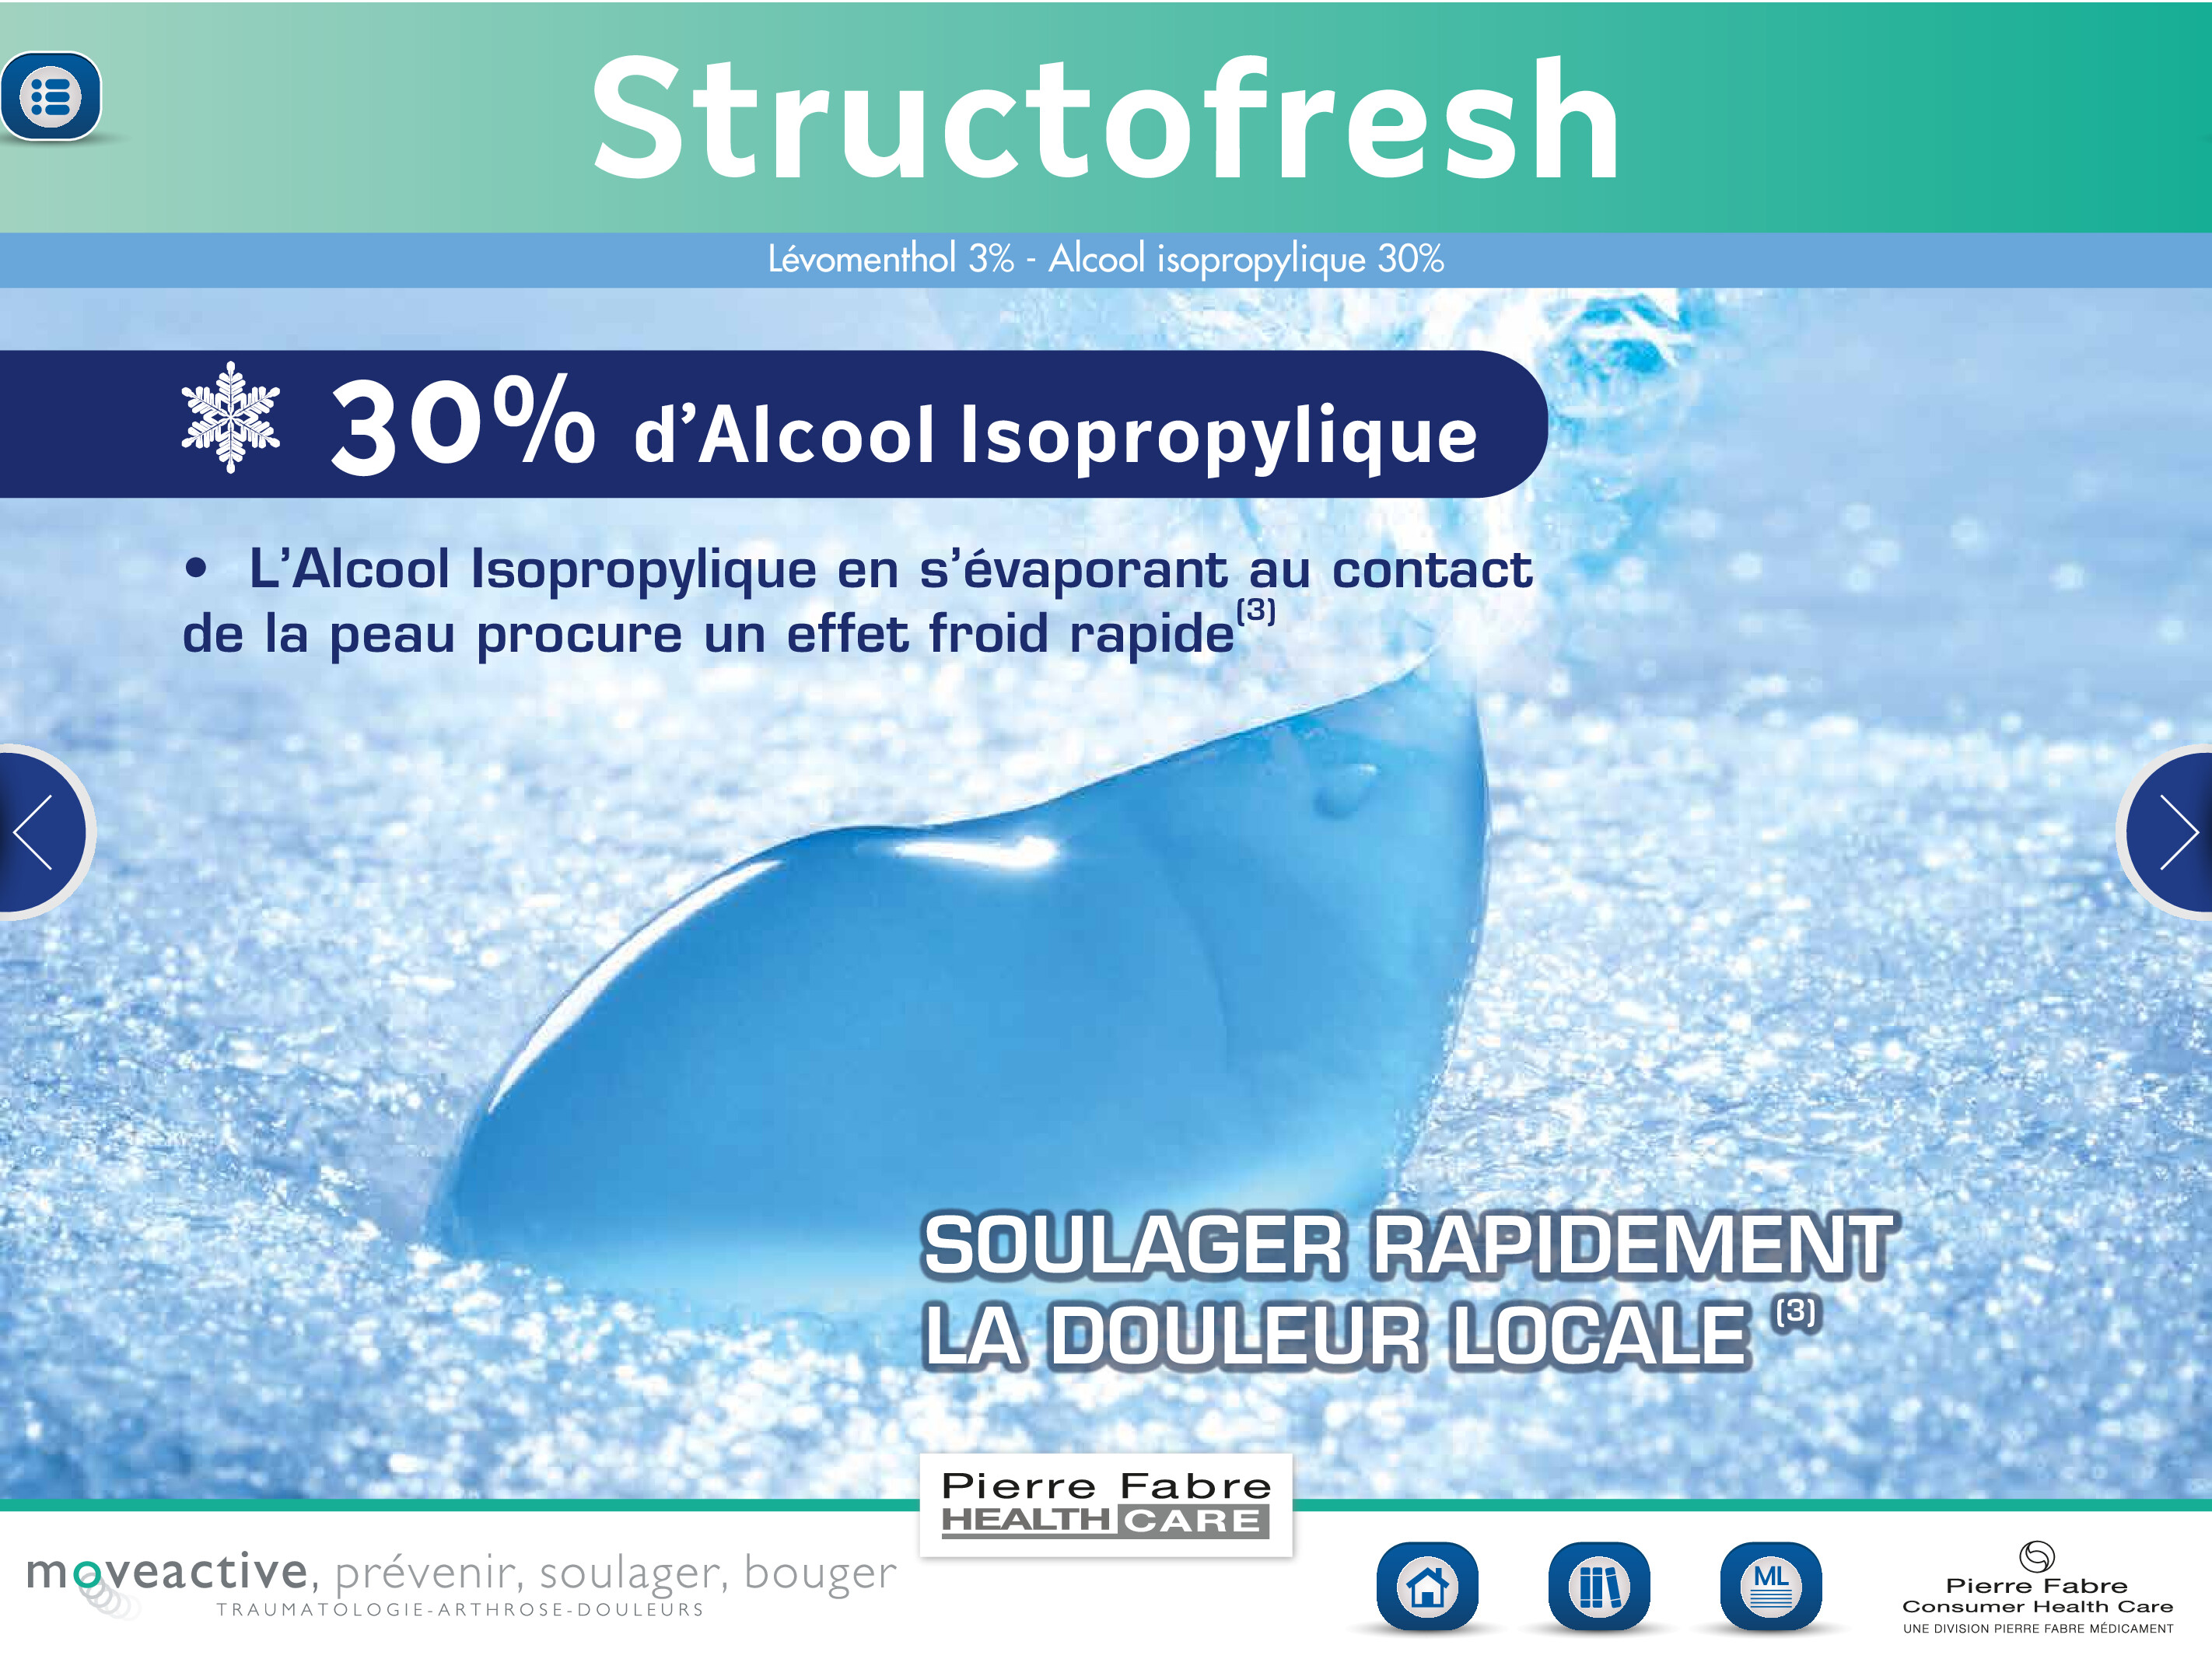 Structofresh
Lévomenthol 3% - Alcool isopropylique 30%
30% d'Alcool Isopropylique
• L'Alcool Isopropylique en s'évaporant au contact
de la peau procure un effet froid rapide(3)
SOULAGER RAPIDEMENT
LA DOULEUR LOCALE (3)
Pierre Fabre
HEALTH CARE
moveactive, prévenir, soulager, bouger
TRAUMATOLOGIE-ARTHROSE-DOULEURS
ML
Pierre Fabre
Consumer Health Care
UNE DIVISION PIERRE FABRE MÉDICAMENT